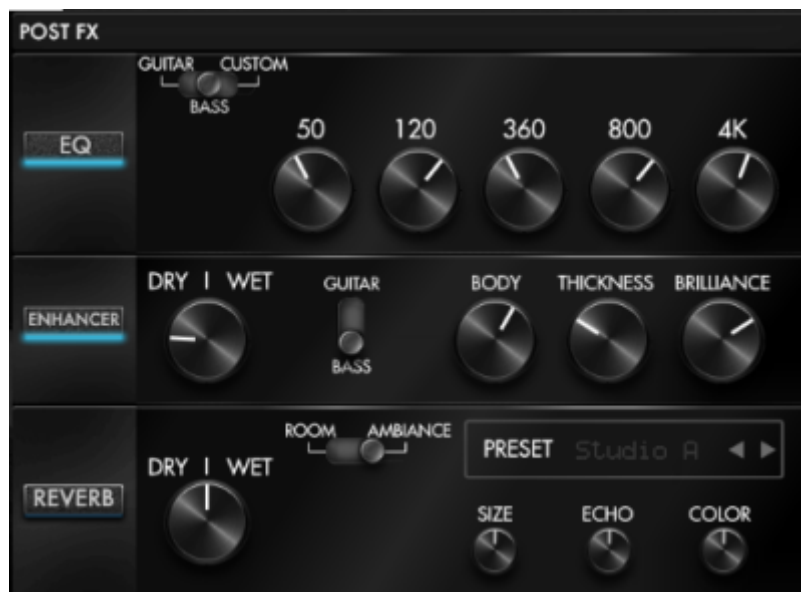 POST FX
GUITAR CUSTOM
BASS
EQ
50 120 360 800 4K
DRY | WET
GUITAR
BASS
BODY THICKNESS BRILLIANCE
ENHANCER
ROOM AMBIANCE
PRESET Studio A
DRY | WET
REVERB
SIZE ECHO COLOR